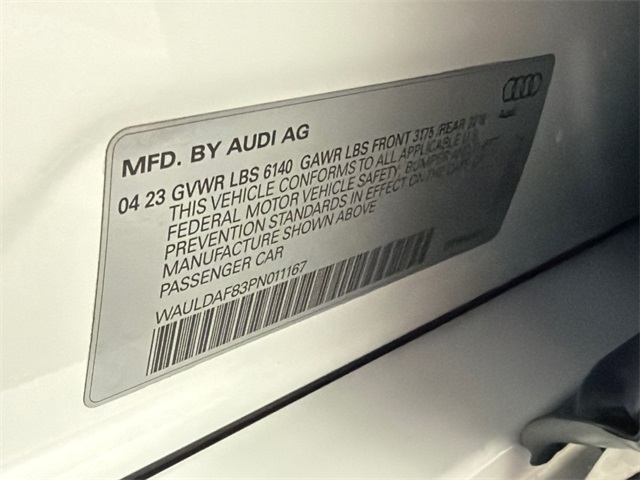 MFD. BY AUDI AG
04 23 GVWR LBS 6140 GAWR LBS FRONT 3175 /REAR
THIS VEHICLE CONFORMS TO ALL APPLICABLE U.S.
FEDERAL MOTOR VEHICLE SAFETY, BUMPER AND
PREVENTION STANDARDS IN EFFECT ON THE DATE OF
MANUFACTURE SHOWN ABOVE
PASSENGER CAR
WAULDAF83PN011167